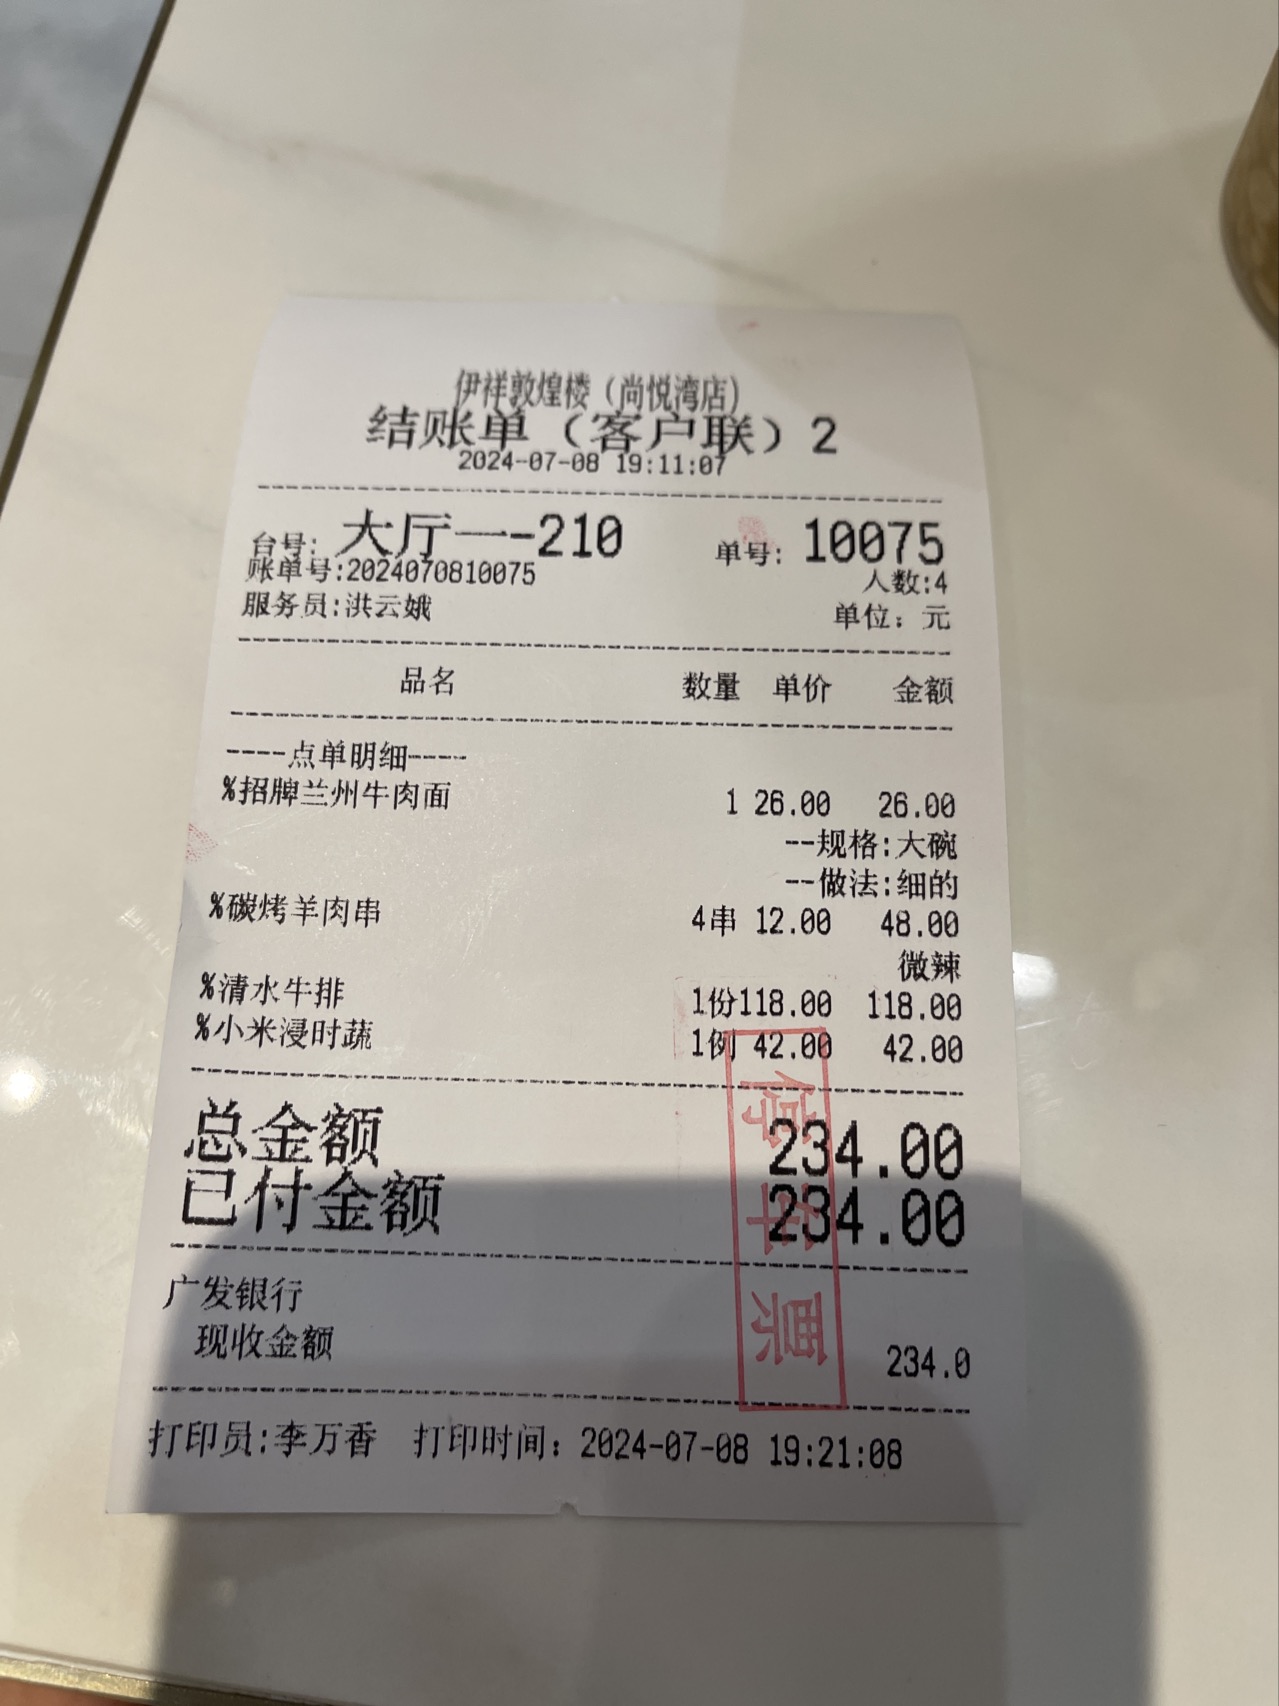 伊祥敦煌楼（尚悦湾店）
结账单（客户联）2
2024-07-08 19:11:07
台号: 大厅一-210 单号: 10075
账单号:2024070810075 人数:4
服务员:洪云娥 单位：元
品名 数量 单价 金额
----点单明细----
%招牌兰州牛肉面 1 26.00 26.00
--规格:大碗
--做法:细的
%碳烤羊肉串 4串 12.00 48.00
微辣
%清水牛排 1份118.00 118.00
%小米浸时蔬 1例 42.00 42.00
总金额 234.00
已付金额 234.00
停车票
广发银行
现收金额 234.0
打印员:李万香 打印时间：2024-07-08 19:21:08